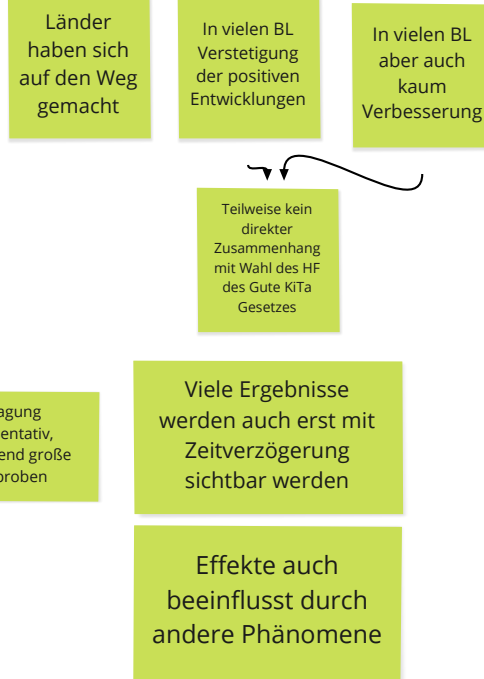 Länder
haben sich
auf den Weg
gemacht
In vielen BL
Verstetigung
der positiven
Entwicklungen
In vielen BL
aber auch
kaum
Verbesserung
Teilweise kein
direkter
Zusammenhang
mit Wahl des HF
des Gute KiTa
Gesetzes
Viele Ergebnisse
werden auch erst mit
Zeitverzögerung
sichtbar werden
große
Effekte auch
beeinflusst durch
andere Phänomene